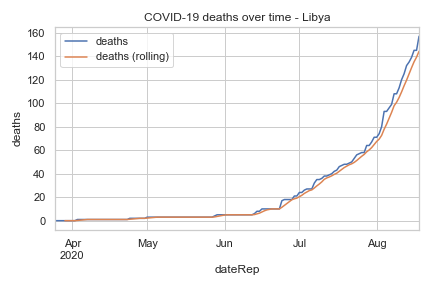 COVID-19 deaths over time - Libya
deaths
deaths (rolling)
160
140
120
100
80
60
40
20
0
deaths
Apr
2020
May
Jun
Jul
Aug
dateRep